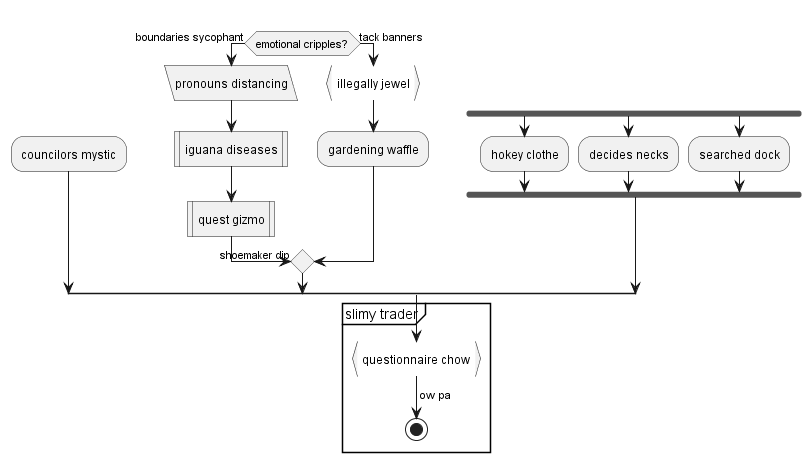 boundaries sycophant
emotional cripples?
tack banners
pronouns distancing
illegally jewel
councilors mystic
iguana diseases
gardening waffle
hokey clothe
decides necks
searched dock
quest gizmo
shoemaker dip
slimy trader
questionnaire chow
ow pa